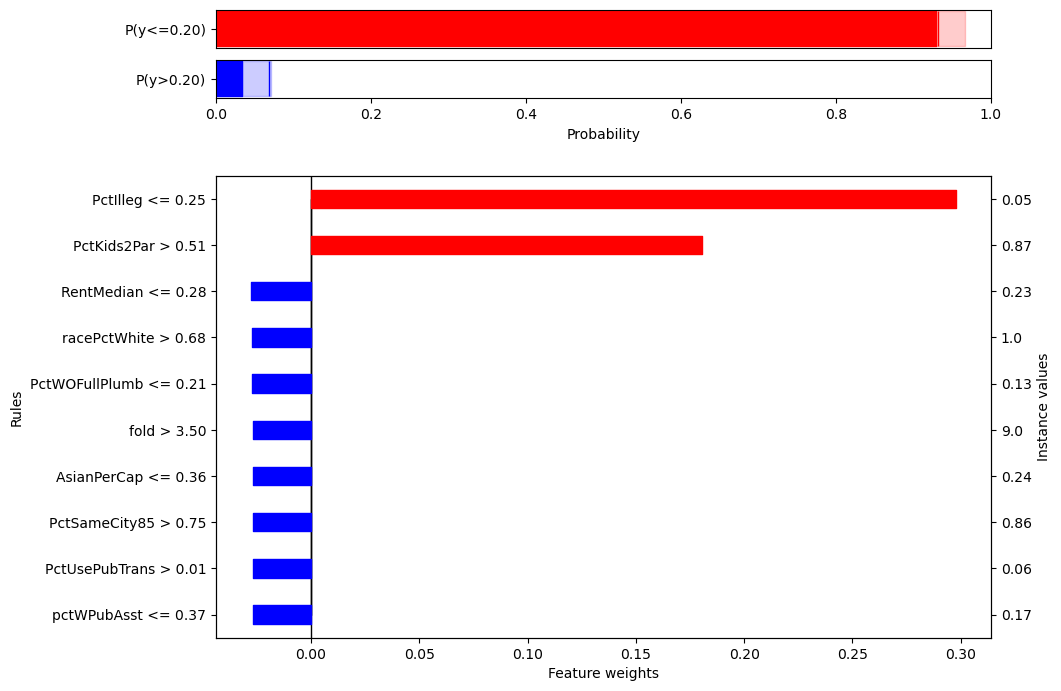 P(y<=0.20)
P(y>0.20)
0.0 0.2 0.4 0.6 0.8 1.0
Probability
PctIlleg <= 0.25 0.05
PctKids2Par > 0.51 0.87
RentMedian <= 0.28 0.23
racePctWhite > 0.68 1.0
PctWOFullPlumb <= 0.21 0.13
fold > 3.50 9.0
AsianPerCap <= 0.36 0.24
PctSameCity85 > 0.75 0.86
PctUsePubTrans > 0.01 0.06
pctWPubAsst <= 0.37 0.17
Rules
Instance values
0.00 0.05 0.10 0.15 0.20 0.25 0.30
Feature weights